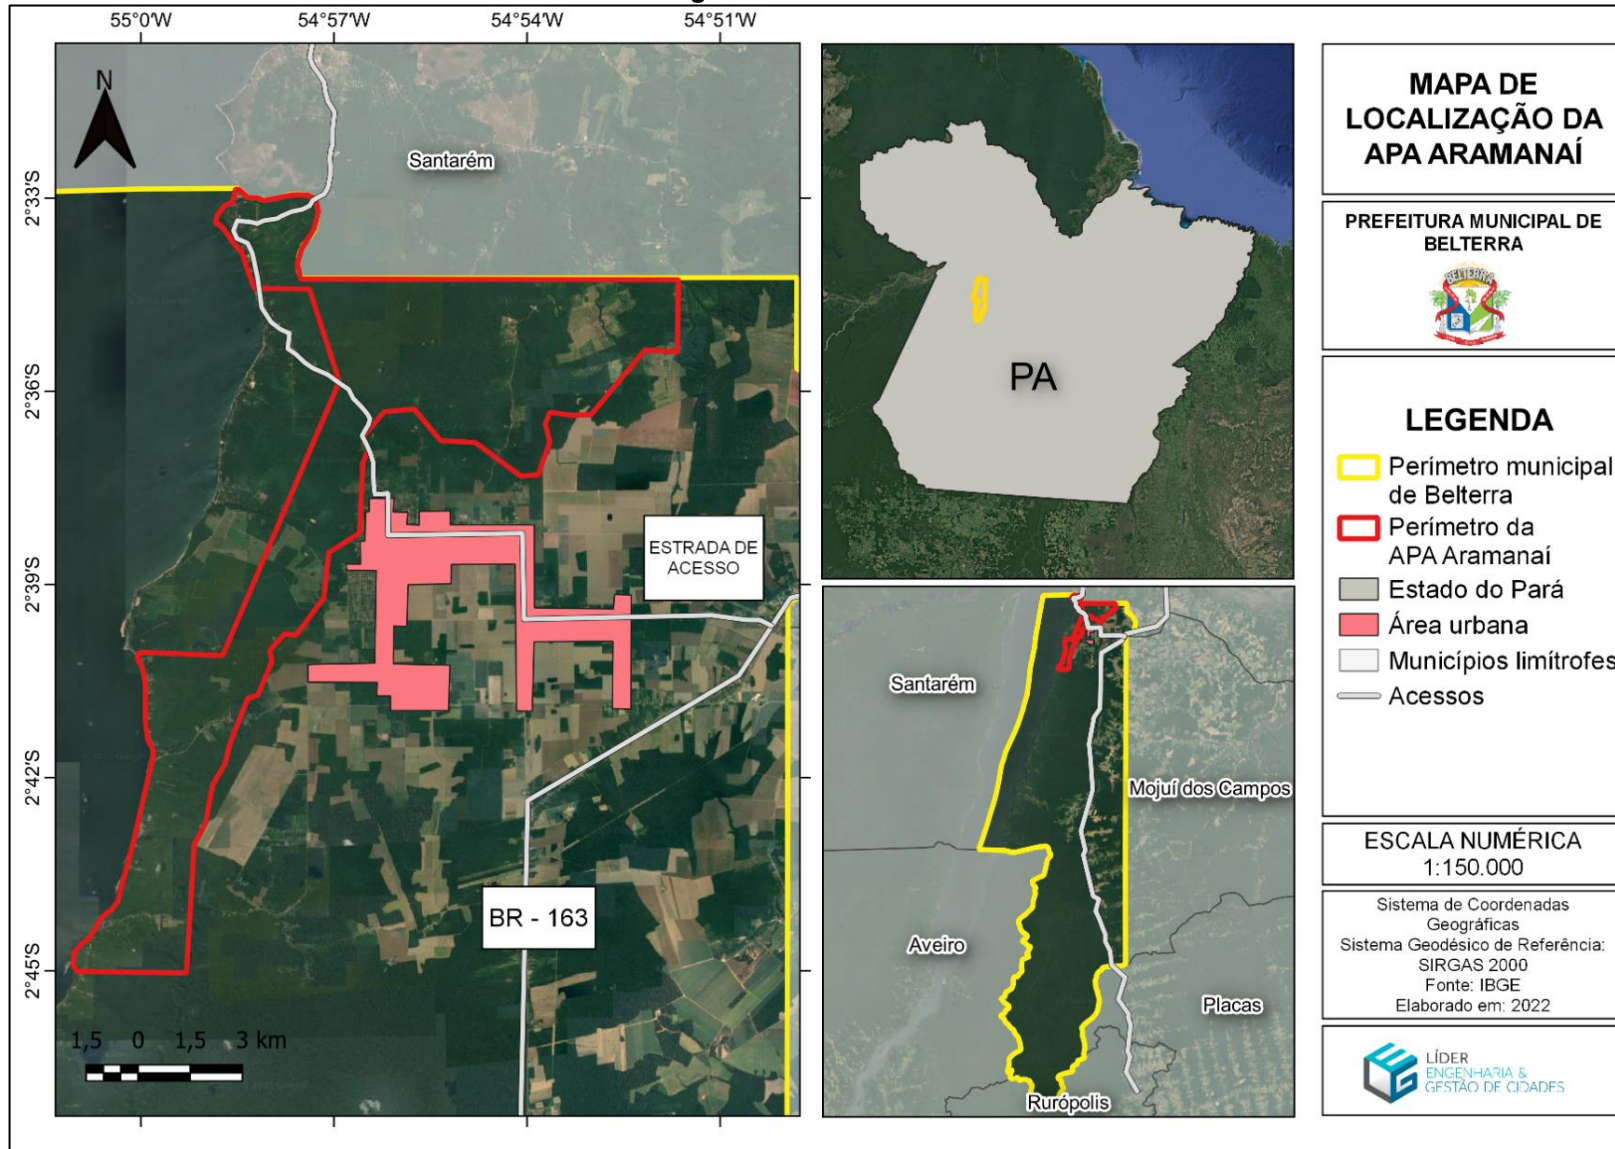 55°0'W
54°57'W
54°54'W
54°51'W
2°33'S
2°36'S
2°39'S
2°42'S
2°45'S
N
Santarém
ESTRADA DE
ACESSO
BR - 163
1,5 0 1,5 3 km
PA
Santarém
Mojuí dos Campos
Aveiro
Placas
Rurópolis
MAPA DE
LOCALIZAÇÃO DA
APA ARAMANAÍ
PREFEITURA MUNICIPAL DE
BELTERRA
BELTERRA
LEGENDA
Perímetro municipal
de Belterra
Perímetro da
APA Aramanaí
Estado do Pará
Área urbana
Municípios limítrofes
Acessos
ESCALA NUMÉRICA
1:150.000
Sistema de Coordenadas
Geográficas
Sistema Geodésico de Referência:
SIRGAS 2000
Fonte: IBGE
Elaborado em: 2022
LÍDER
ENGENHARIA &
GESTÃO DE CIDADES